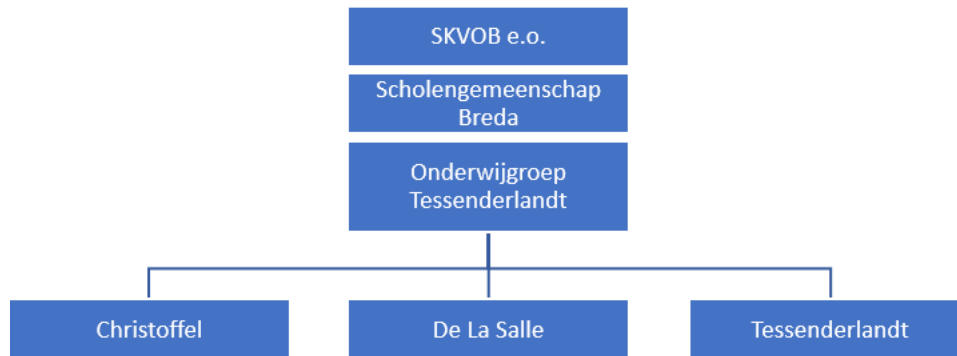 SKVOB e.o.
Scholengemeenschap
Breda
Onderwijgroep
Tessenderlandt
Christoffel
De La Salle
Tessenderlandt